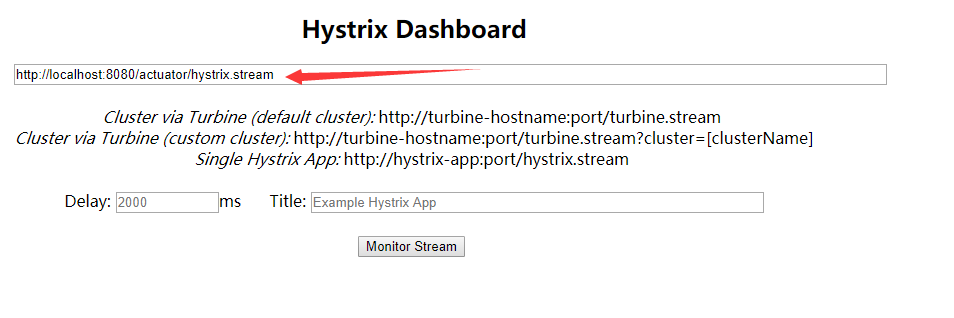 Hystrix Dashboard
http://localhost:8080/actuator/hystrix.stream
Cluster via Turbine (default cluster): http://turbine-hostname:port/turbine.stream
Cluster via Turbine (custom cluster): http://turbine-hostname:port/turbine.stream?cluster=[clusterName]
Single Hystrix App: http://hystrix-app:port/hystrix.stream
Delay: 2000 ms Title: Example Hystrix App
Monitor Stream